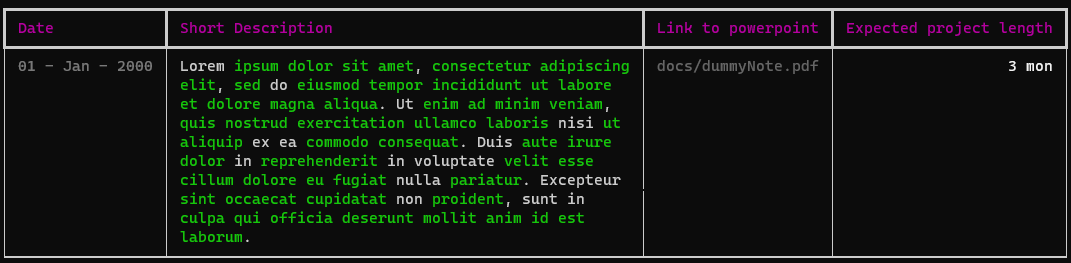 Date Short Description Link to powerpoint Expected project length
01 - Jan - 2000 Lorem ipsum dolor sit amet, consectetur adipiscing docs/dummyNote.pdf 3 mon
elit, sed do eiusmod tempor incididunt ut labore
et dolore magna aliqua. Ut enim ad minim veniam,
quis nostrud exercitation ullamco laboris nisi ut
aliquip ex ea commodo consequat. Duis aute irure
dolor in reprehenderit in voluptate velit esse
cillum dolore eu fugiat nulla pariatur. Excepteur
sint occaecat cupidatat non proident, sunt in
culpa qui officia deserunt mollit anim id est
laborum.